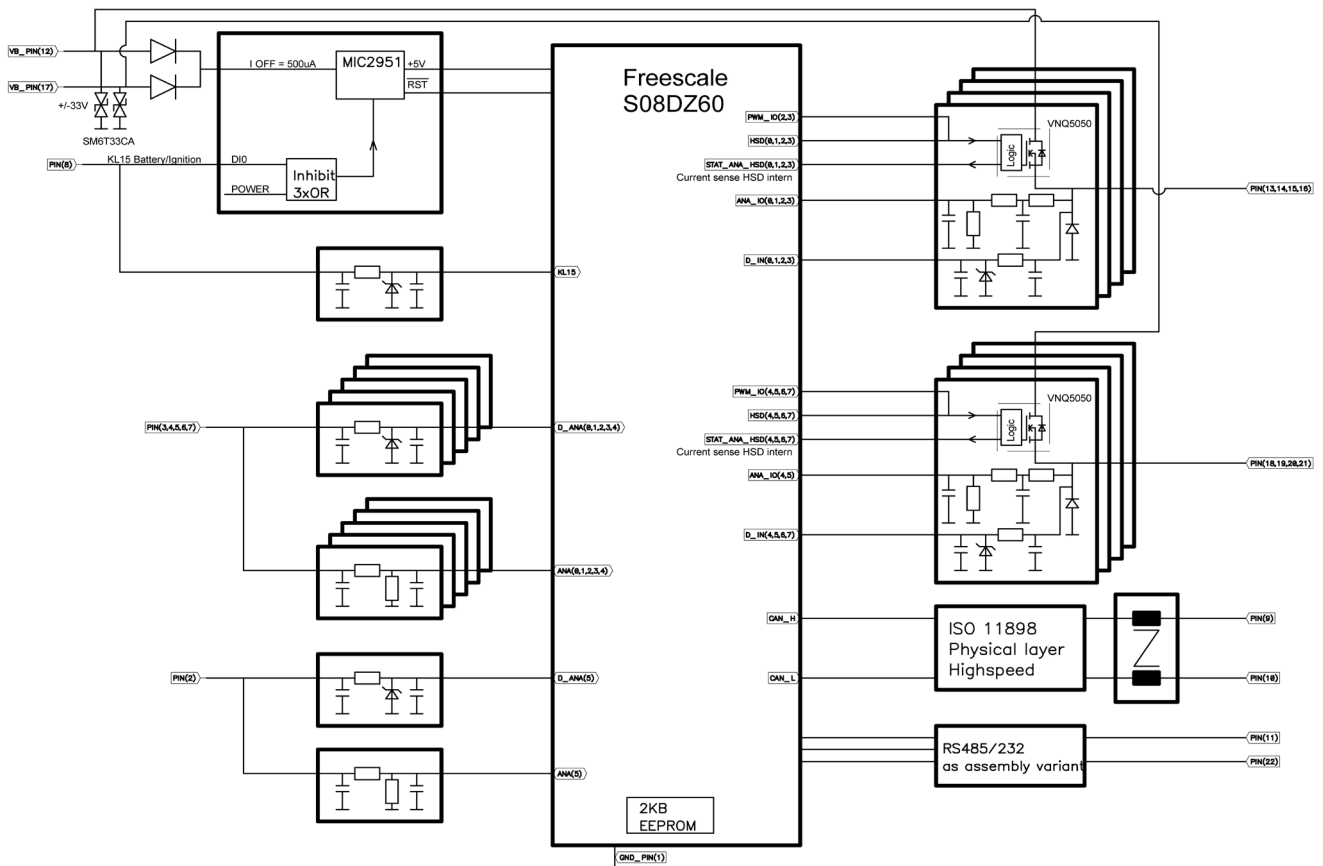 VB_PIN(12)
VB_PIN(17)
+/-33V
SM6T33CA
PIN(8)
KL15 Battery/Ignition
I OFF = 500uA
MIC2951
+5V
RST
DI0
POWER
Inhibit
3xOR
KL15
PIN(3,4,5,6,7)
D_ANA(0,1,2,3,4)
ANA(0,1,2,3,4)
PIN(2)
D_ANA(5)
ANA(5)
Freescale
S08DZ60
2KB
EEPROM
GND_PIN(1)
PWM_IO(2,3)
HSD(0,1,2,3)
STAT_ANA_HSD(0,1,2,3)
Current sense HSD intern
ANA_IO(0,1,2,3)
D_IN(0,1,2,3)
VNQ5050
Logic
PIN(13,14,15,16)
PWM_IO(4,5,6,7)
HSD(4,5,6,7)
STAT_ANA_HSD(4,5,6,7)
Current sense HSD intern
ANA_IO(4,5)
D_IN(4,5,6,7)
VNQ5050
Logic
PIN(18,19,20,21)
CAN_H
CAN_L
ISO 11898
Physical layer
Highspeed
Z
PIN(9)
PIN(10)
RS485/232
as assembly variant
PIN(11)
PIN(22)